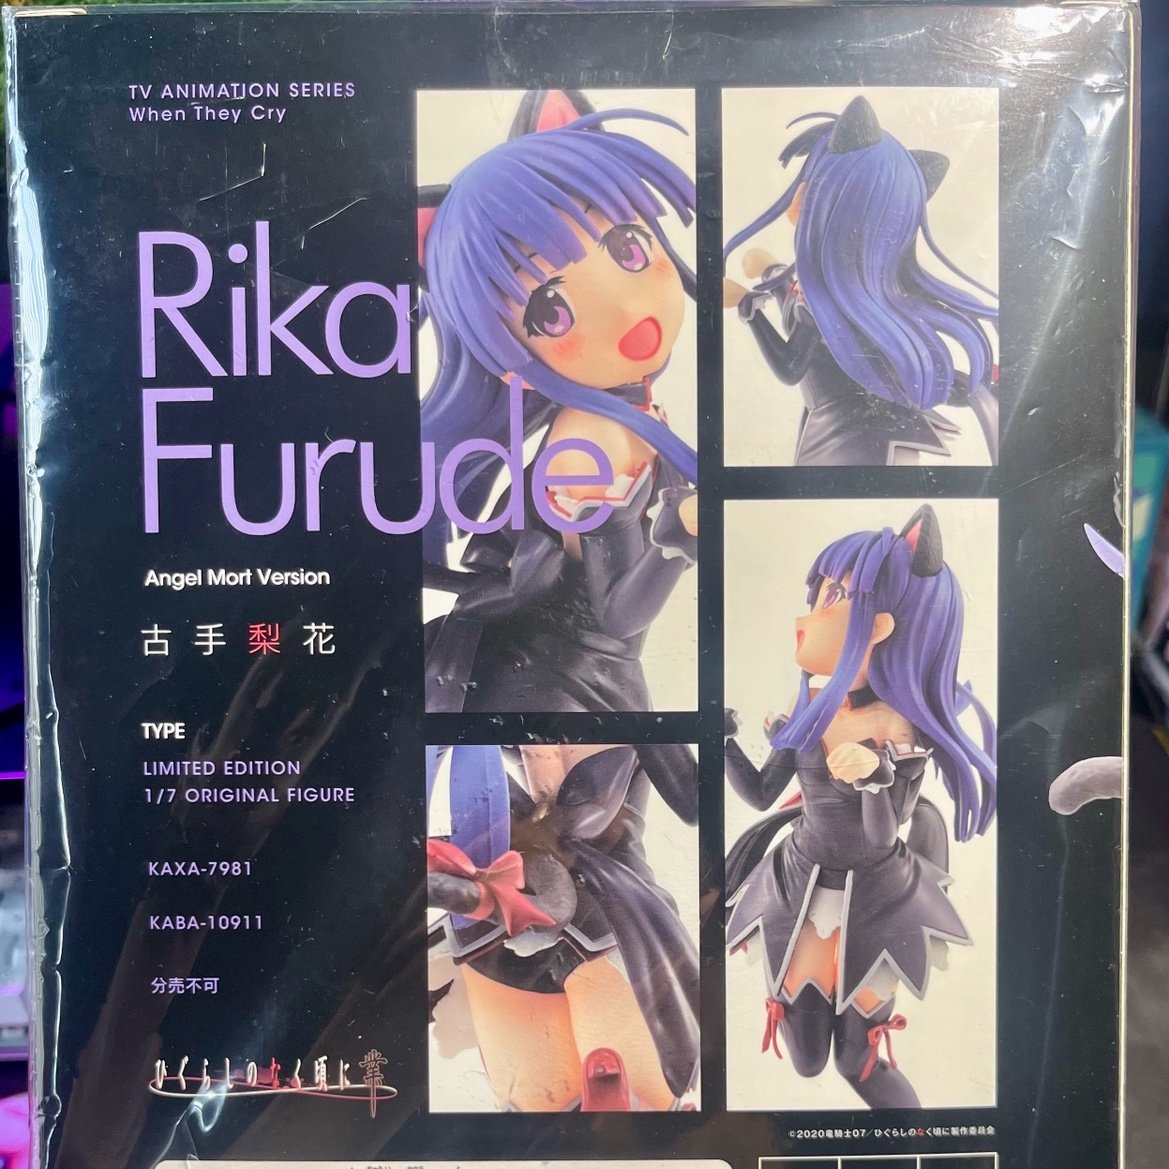 TV ANIMATION SERIES
When They Cry
Rika
Furude
Angel Mort Version
古手梨花
TYPE
LIMITED EDITION
1/7 ORIGINAL FIGURE
KAXA-7981
KABA-10911
分売不可
ひぐらしのなく頃に業
©2020竜騎士07/ひぐらしのなく頃に製作委員会